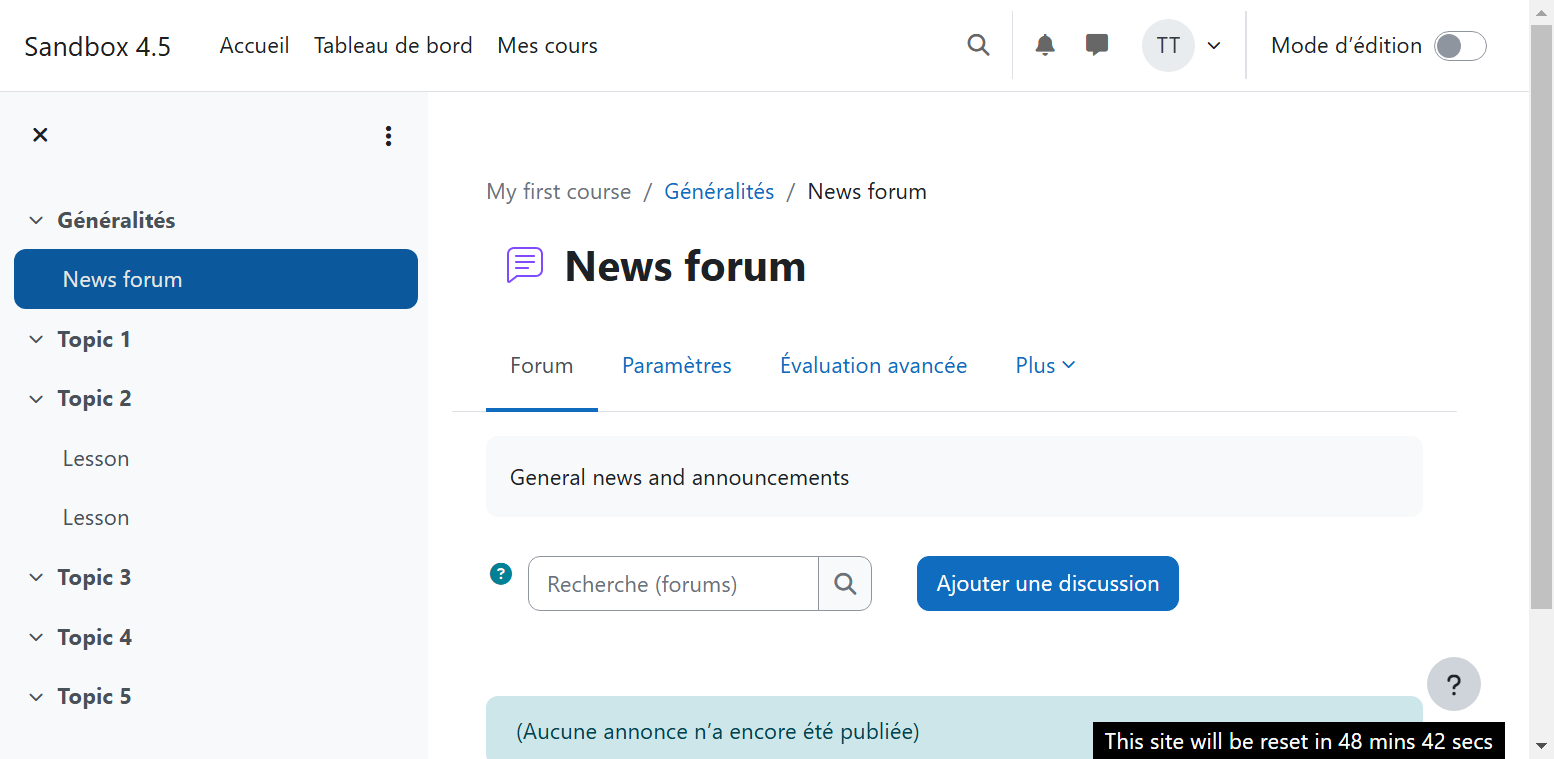 Sandbox 4.5 Accueil Tableau de bord Mes cours TT Mode d’édition
Généralités
News forum
Topic 1
Topic 2
Lesson
Lesson
Topic 3
Topic 4
Topic 5
My first course / Généralités / News forum
News forum
Forum Paramètres Évaluation avancée Plus
General news and announcements
? Recherche (forums) Ajouter une discussion
?
(Aucune annonce n’a encore été publiée)
This site will be reset in 48 mins 42 secs